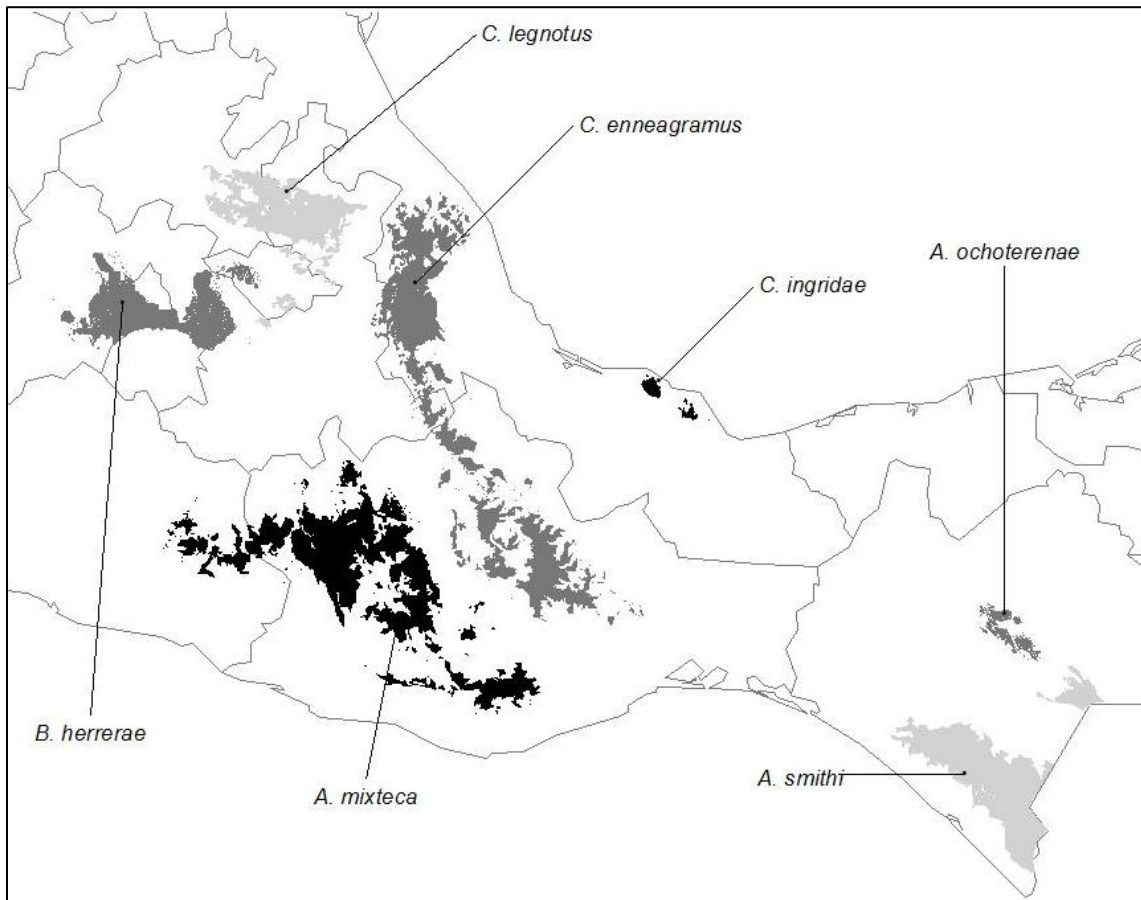 C. legnotus
C. enneagramus
A. ochoterenae
C. ingridae
B. herrerae
A. mixteca
A. smithi